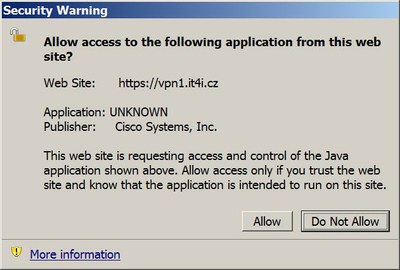 Security Warning
Allow access to the following application from this web
site?
Web Site: https://vpn1.it4i.cz
Application: UNKNOWN
Publisher: Cisco Systems, Inc.
This web site is requesting access and control of the Java
application shown above. Allow access only if you trust the web
site and know that the application is intended to run on this site.
Allow Do Not Allow
More information